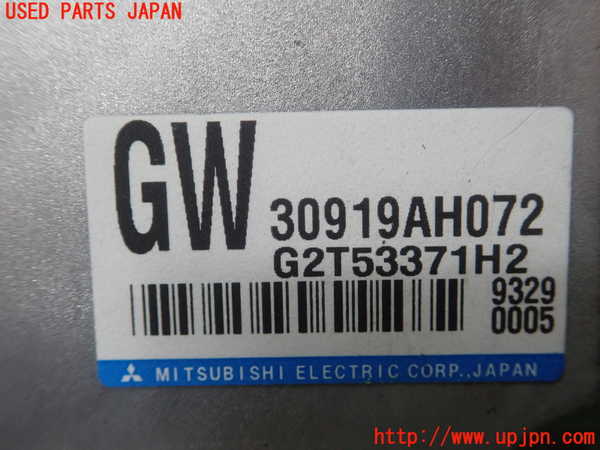 USED PARTS JAPAN
GW 30919AH072
G2T53371H2
9329
0005
MITSUBISHI ELECTRIC CORP.,JAPAN
http://www.upjpn.com